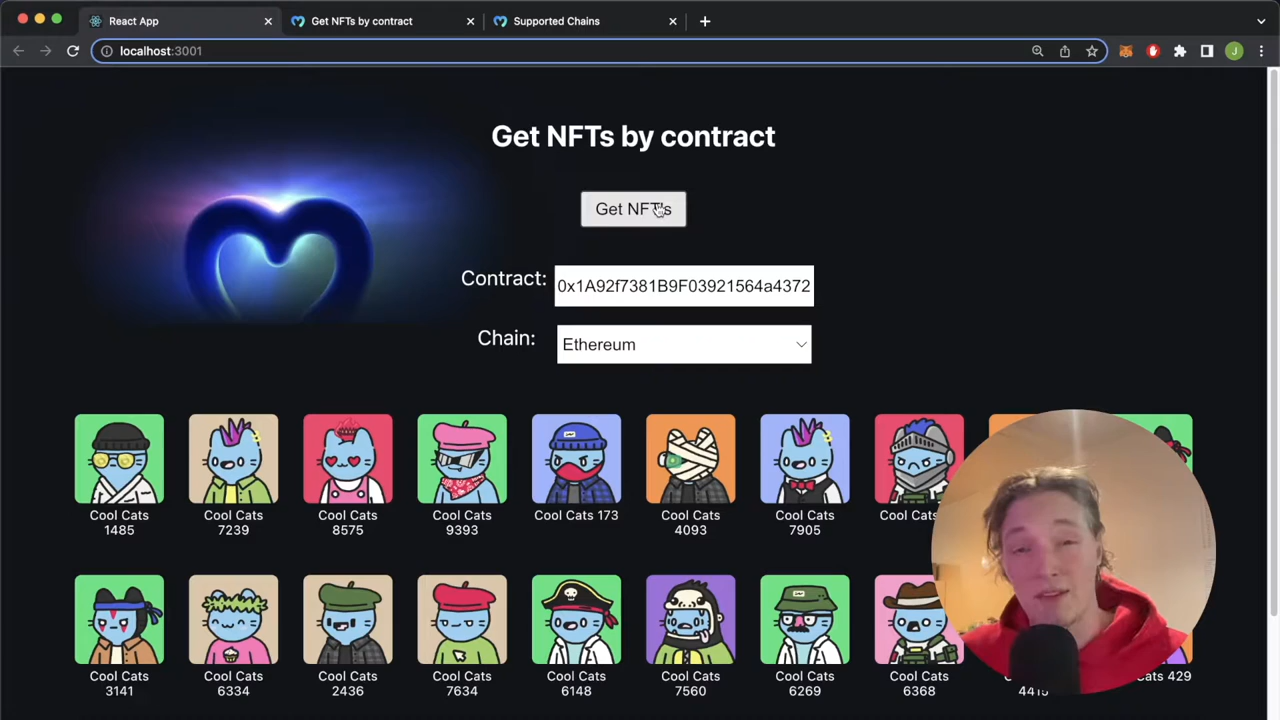 React App
Get NFTs by contract
Supported Chains
localhost:3001
J
Get NFTs by contract
Get NFTs
Contract:
0x1A92f7381B9F03921564a4372
Chain:
Ethereum
Cool Cats
1485
Cool Cats
7239
Cool Cats
8575
Cool Cats
9393
Cool Cats 173
Cool Cats
4093
Cool Cats
7905
Cool Cats
Cool Cats
3141
Cool Cats
6334
Cool Cats
2436
Cool Cats
7634
Cool Cats
6148
Cool Cats
7560
Cool Cats
6269
Cool Cats
6368
4415
Cats 429